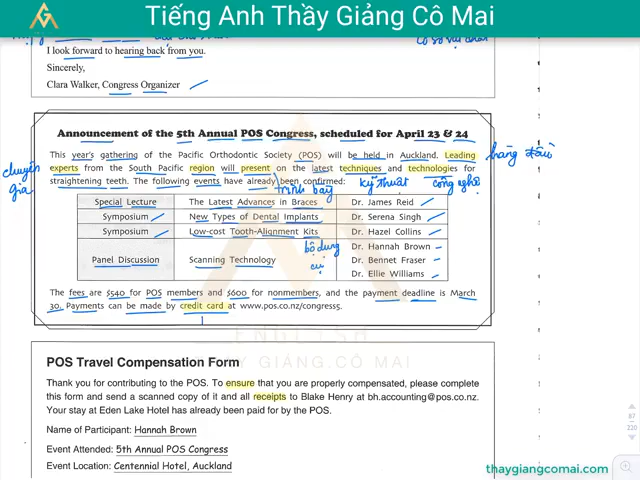 Tiếng Anh Thầy Giảng Cô Mai
I look forward to hearing back from you.
Sincerely,
Clara Walker, Congress Organizer
Announcement of the 5th Annual POS Congress, scheduled for April 23 & 24
This year's gathering of the Pacific Orthodontic Society (POS) will be held in Auckland. Leading hàng đầu
chuyên gia experts from the South Pacific region will present on the latest techniques and technologies for
straightening teeth. The following events have already been confirmed:
trình bày kỹ thuật công nghệ
Special Lecture The Latest Advances in Braces Dr. James Reid
Symposium New Types of Dental Implants Dr. Serena Singh
Symposium Low-cost Tooth-Alignment Kits Dr. Hazel Collins
bộ dụng cụ
Panel Discussion Scanning Technology Dr. Hannah Brown
Dr. Bennet Fraser
Dr. Ellie Williams
The fees are $540 for POS members and $600 for nonmembers, and the payment deadline is March
30. Payments can be made by credit card at www.pos.co.nz/congress5.
ENGLISH
THẦY GIẢNG.CÔ MAI
POS Travel Compensation Form
Thank you for contributing to the POS. To ensure that you are properly compensated, please complete
this form and send a scanned copy of it and all receipts to Blake Henry at bh.accounting@pos.co.nz.
Your stay at Eden Lake Hotel has already been paid for by the POS.
Name of Participant: Hannah Brown
Event Attended: 5th Annual POS Congress
Event Location: Centennial Hotel, Auckland
87
220
thaygiangcomai.com